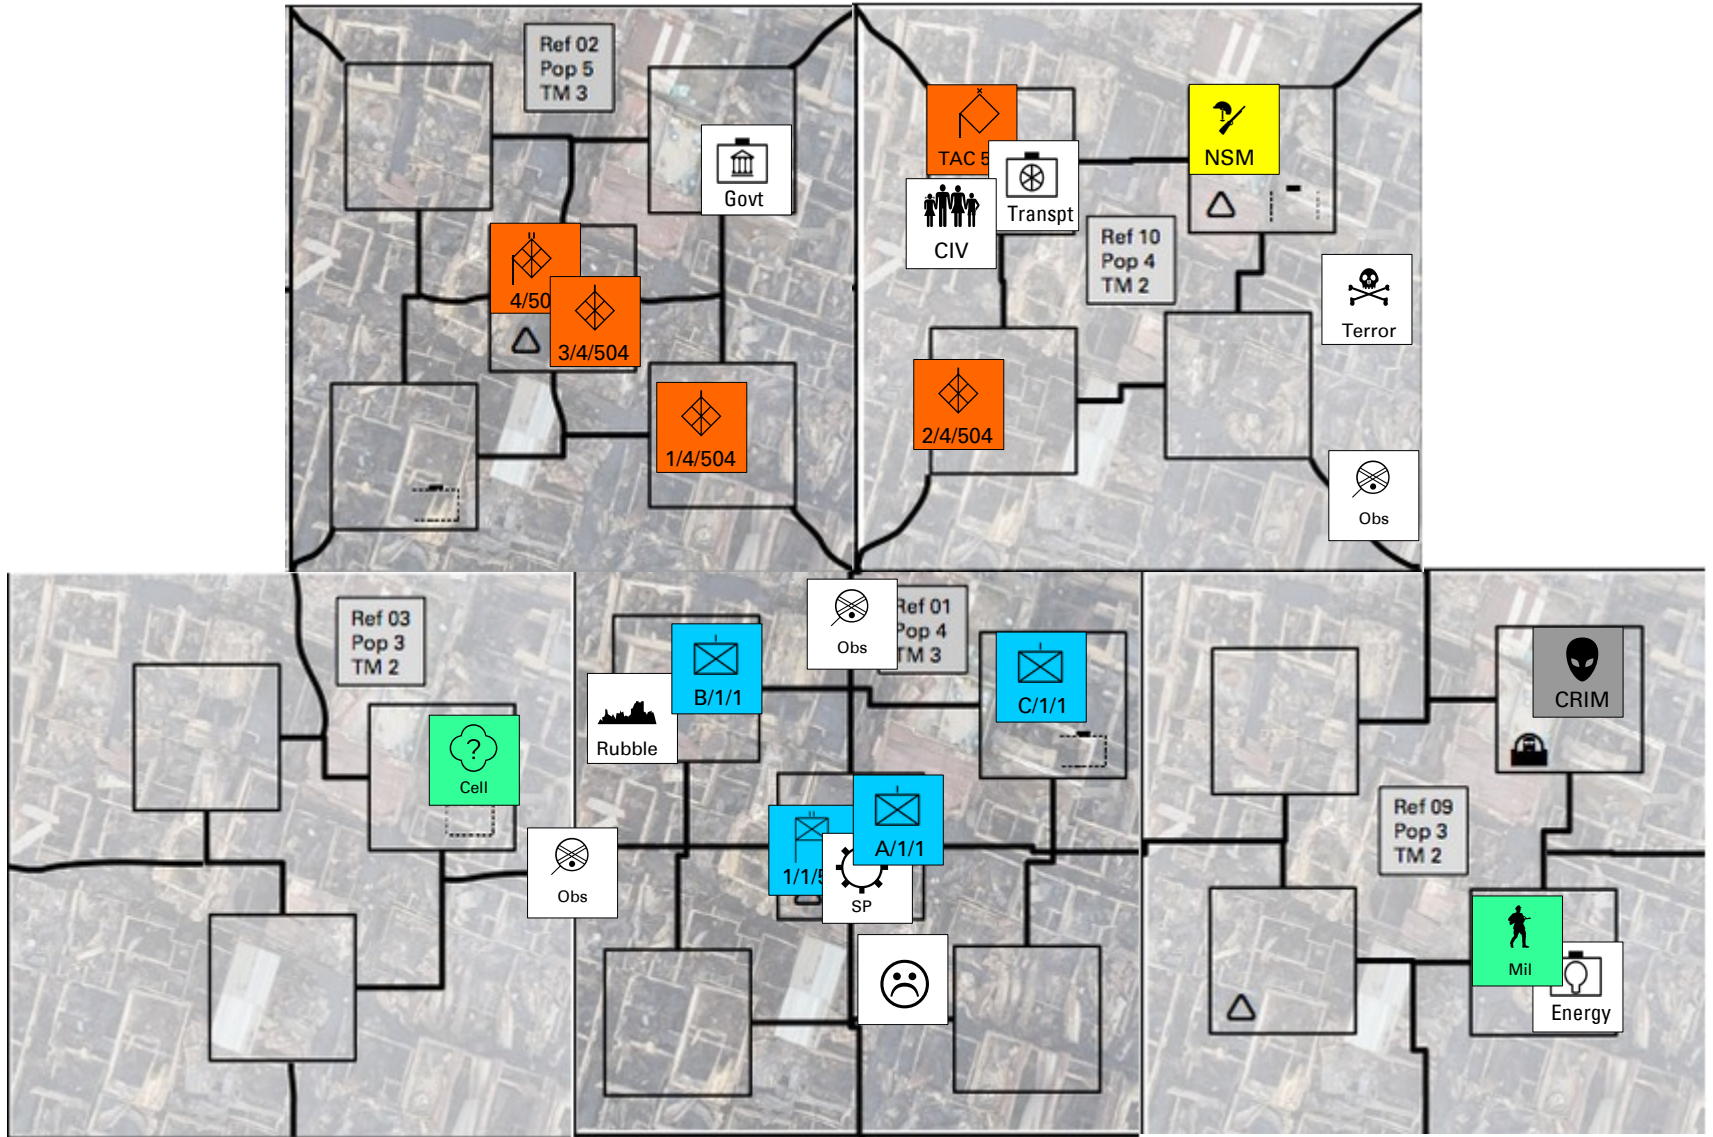 Ref 02
Pop 5
TM 3
Govt
4/50
3/4/504
1/4/504
TAC 5
CIV
Transpt
NSM
Ref 10
Pop 4
TM 2
Terror
2/4/504
Obs
Ref 03
Pop 3
TM 2
Cell
Obs
Obs
Ref 01
Pop 4
TM 3
B/1/1
Rubble
C/1/1
1/1/5
A/1/1
SP
CRIM
Ref 09
Pop 3
TM 2
Mil
Energy